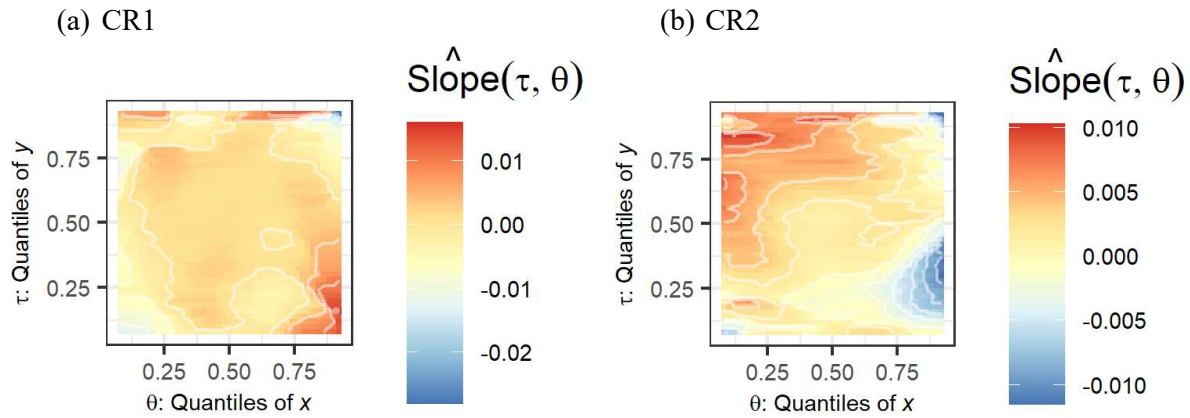 (a) CR1
(b) CR2
^
Slope(τ, θ)
0.01
0.00
-0.01
-0.02
τ: Quantiles of y
0.75
0.50
0.25
0.25 0.50 0.75
θ: Quantiles of x
^
Slope(τ, θ)
0.010
0.005
0.000
-0.005
-0.010
τ: Quantiles of y
0.75
0.50
0.25
0.25 0.50 0.75
θ: Quantiles of x